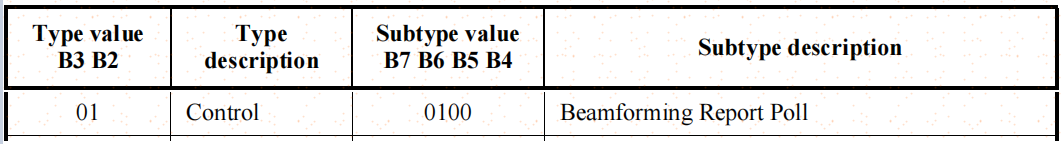 Type value Type Subtype value Subtype description
B3 B2 description B7 B6 B5 B4
01 Control 0100 Beamforming Report Poll